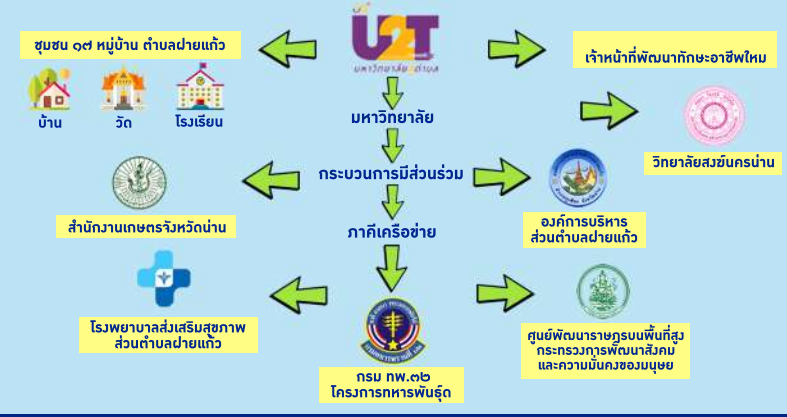 U2T
มหาวิทยาลัยสู่ตำบล
ชุมชน ๑๗ หมู่บ้าน ตำบลฝายแก้ว
บ้าน
วัด
โรงเรียน
เจ้าหน้าที่พัฒนาทักษะอาชีพใหม่
มหาวิทยาลัย
วิทยาลัยสงฆ์นครน่าน
กระบวนการมีส่วนร่วม
สำนักงานเกษตรจังหวัดน่าน
องค์การบริหาร
ส่วนตำบลฝายแก้ว
ภาคีเครือข่าย
โรงพยาบาลส่งเสริมสุขภาพ
ส่วนตำบลฝายแก้ว
กรม ทพ.๓๒
โครงการทหารพันธุ์ด
ศูนย์พัฒนาราษฎรบนพื้นที่สูง
กระทรวงการพัฒนาสังคม
และความมั่นคงของมนุษย